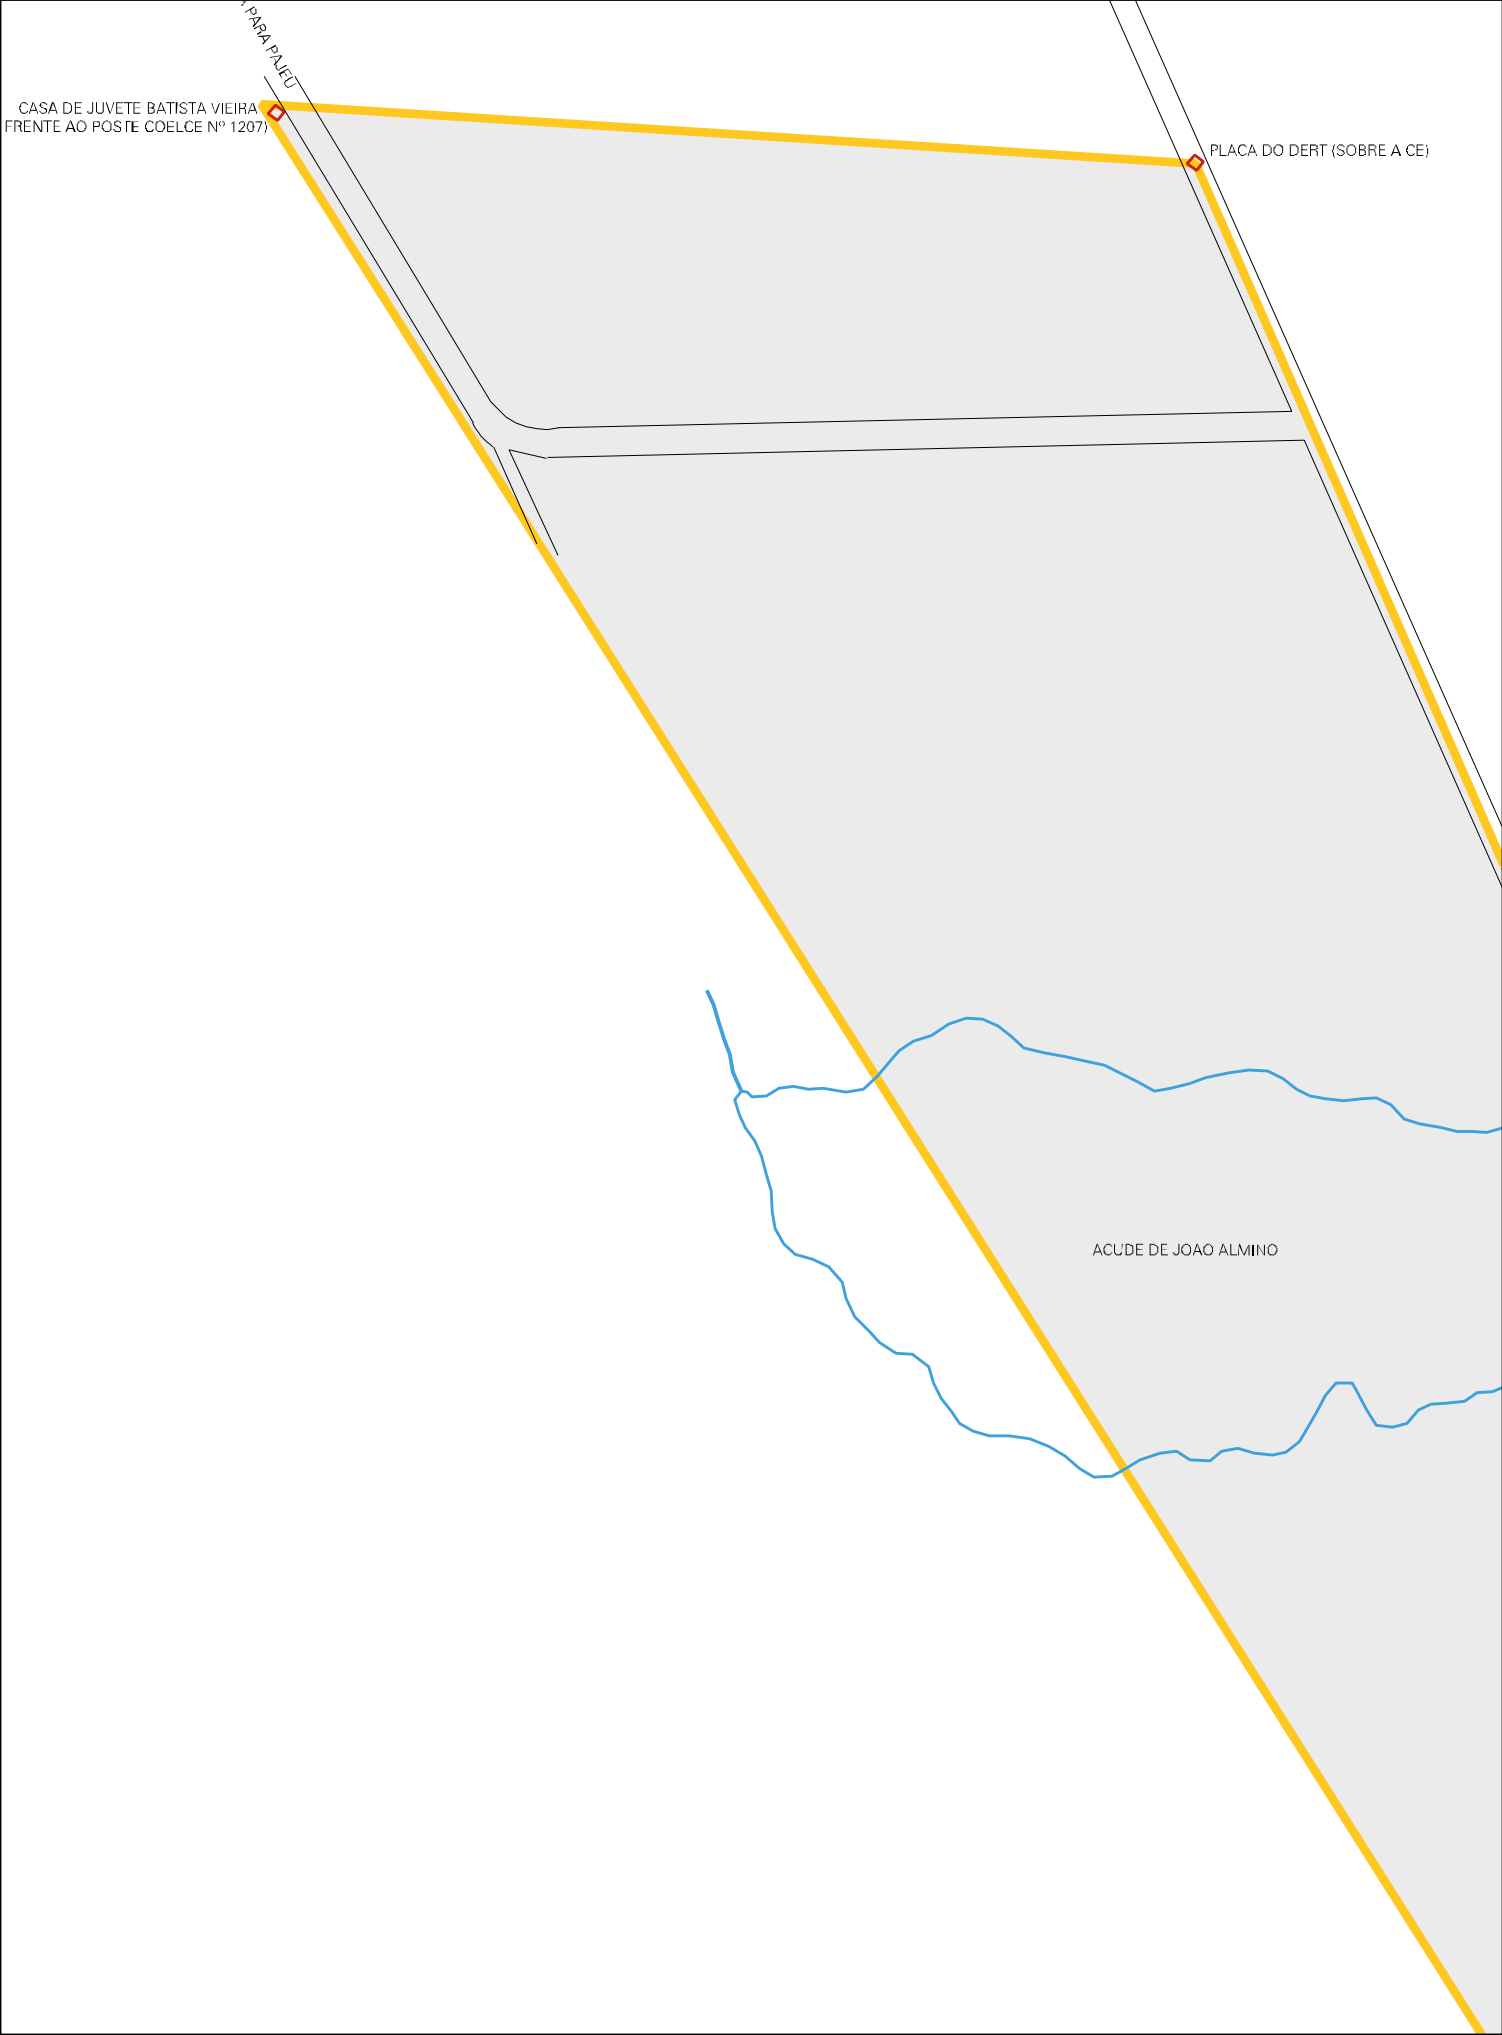 PARA PAJEÚ
CASA DE JUVETE BATISTA VIEIRA
FRENTE AO POSTE COELCE Nº 1207)
PLACA DO DERT (SOBRE A CE)
ACUDE DE JOAO ALMINO